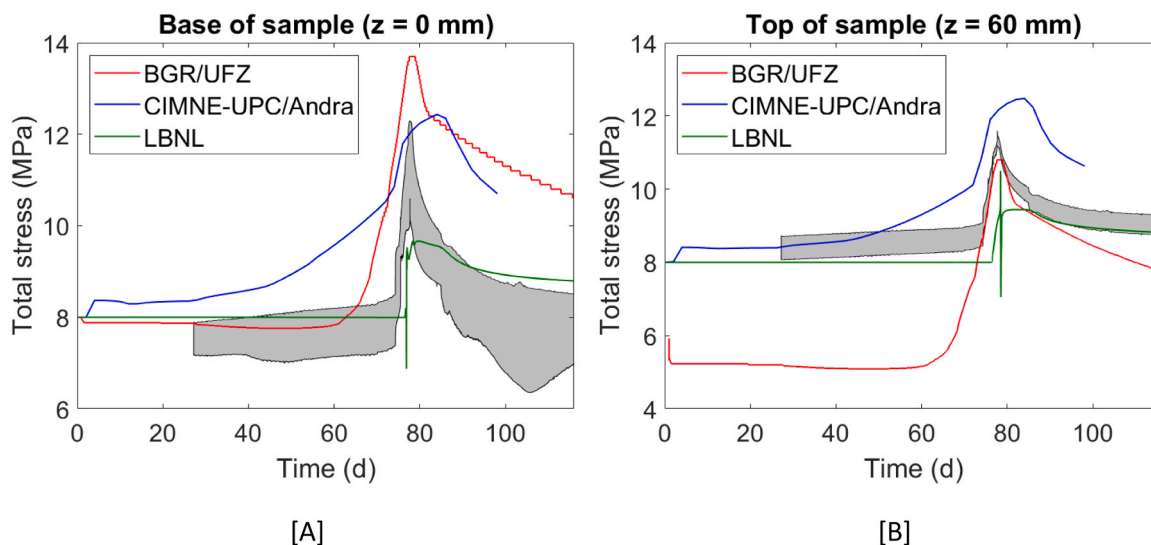 Base of sample (z = 0 mm)
14
12
10
8
6
Total stress (MPa)
BGR/UFZ
CIMNE-UPC/Andra
LBNL
0
20
40
60
80
100
Time (d)
[A]
Top of sample (z = 60 mm)
14
12
10
8
6
4
Total stress (MPa)
BGR/UFZ
CIMNE-UPC/Andra
LBNL
0
20
40
60
80
100
Time (d)
[B]